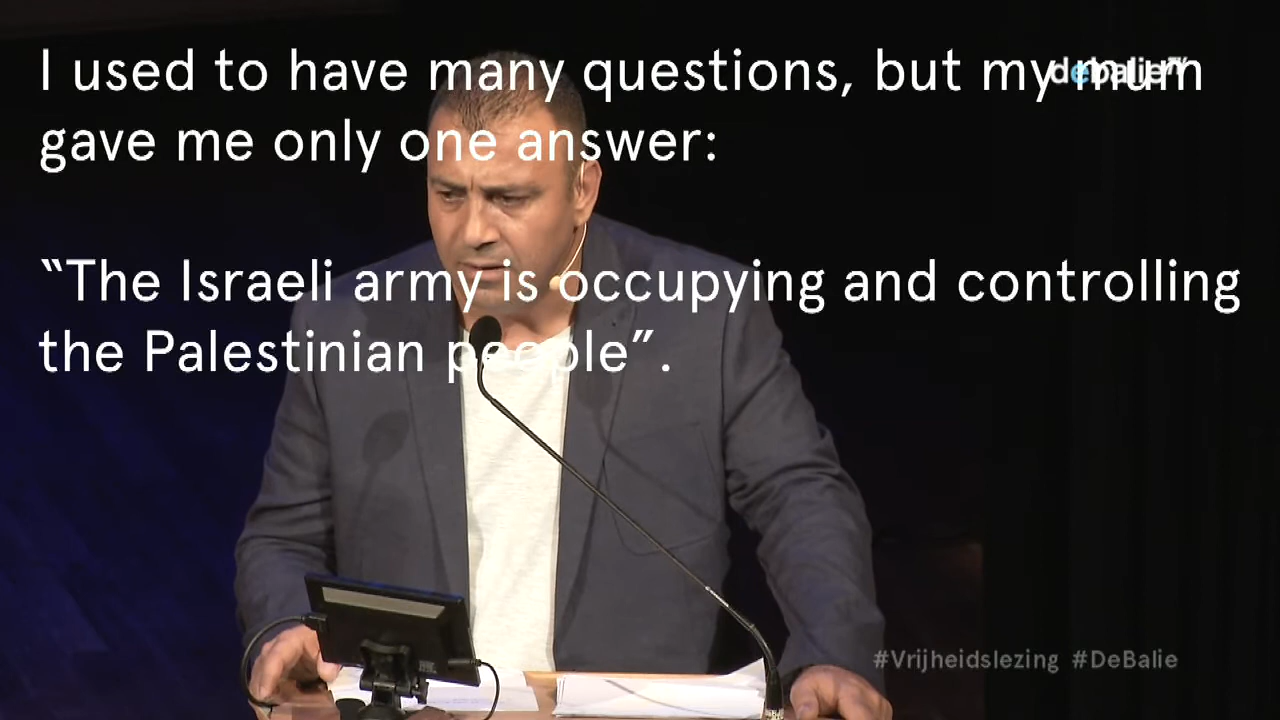 I used to have many questions, but my mum
gave me only one answer:
“The Israeli army is occupying and controlling
the Palestinian people”.
debalie TV
#Vrijheidslezing #DeBalie